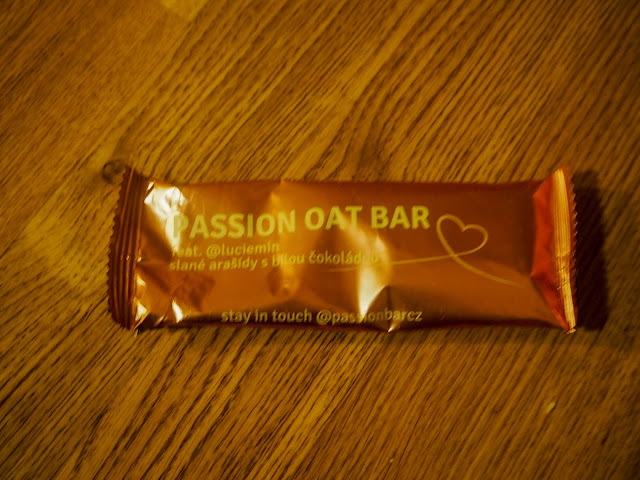 PASSION OAT BAR
feat. @luciemin
slané arašídy s bílou čokoládou
stay in touch @passionbarcz